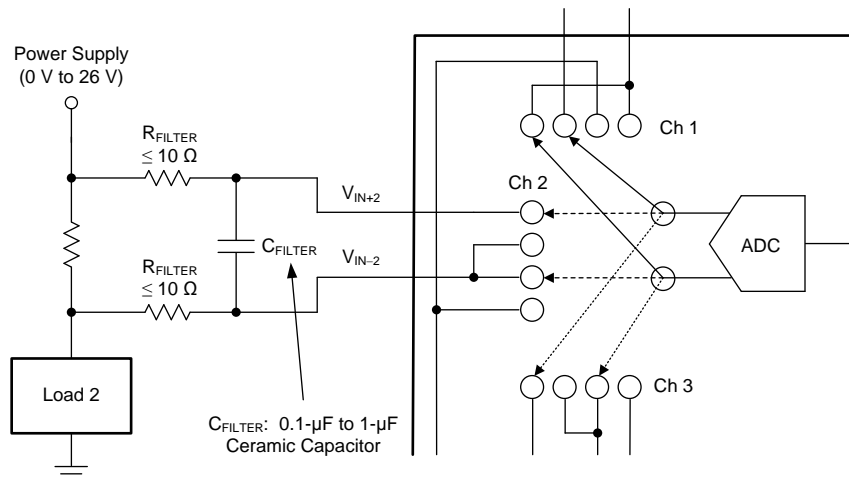 Power Supply
(0 V to 26 V)
RFILTER
≤ 10 Ω
Ch 1
Ch 2
VIN+2
CFILTER
ADC
VIN–2
RFILTER
≤ 10 Ω
Load 2
Ch 3
CFILTER: 0.1-µF to 1-µF
Ceramic Capacitor